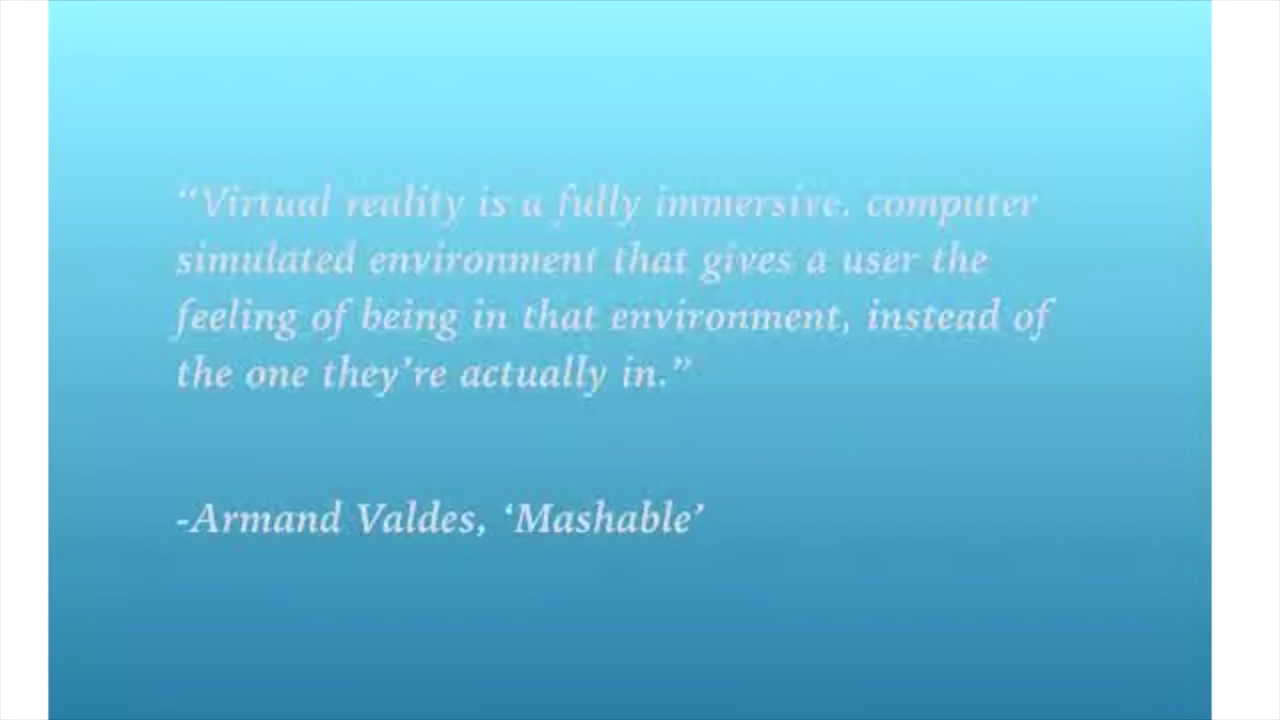 “Virtual reality is a fully immersive, computer
simulated environment that gives a user the
feeling of being in that environment, instead of
the one they’re actually in.”
-Armand Valdes, ‘Mashable’